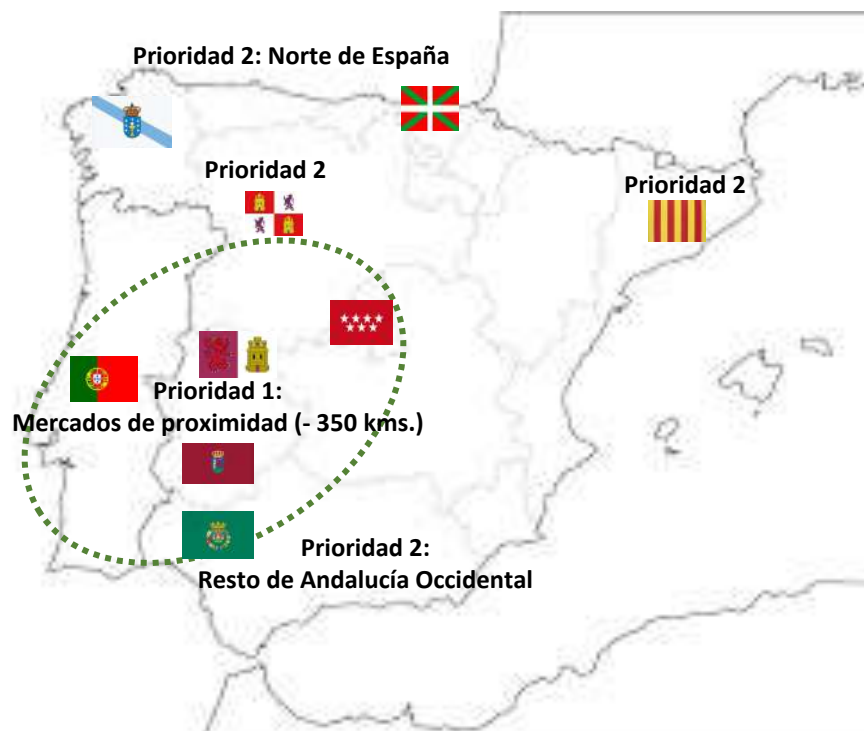 Prioridad 2: Norte de España
Prioridad 2
Prioridad 2
Prioridad 1:
Mercados de proximidad (- 350 kms.)
Prioridad 2:
Resto de Andalucía Occidental